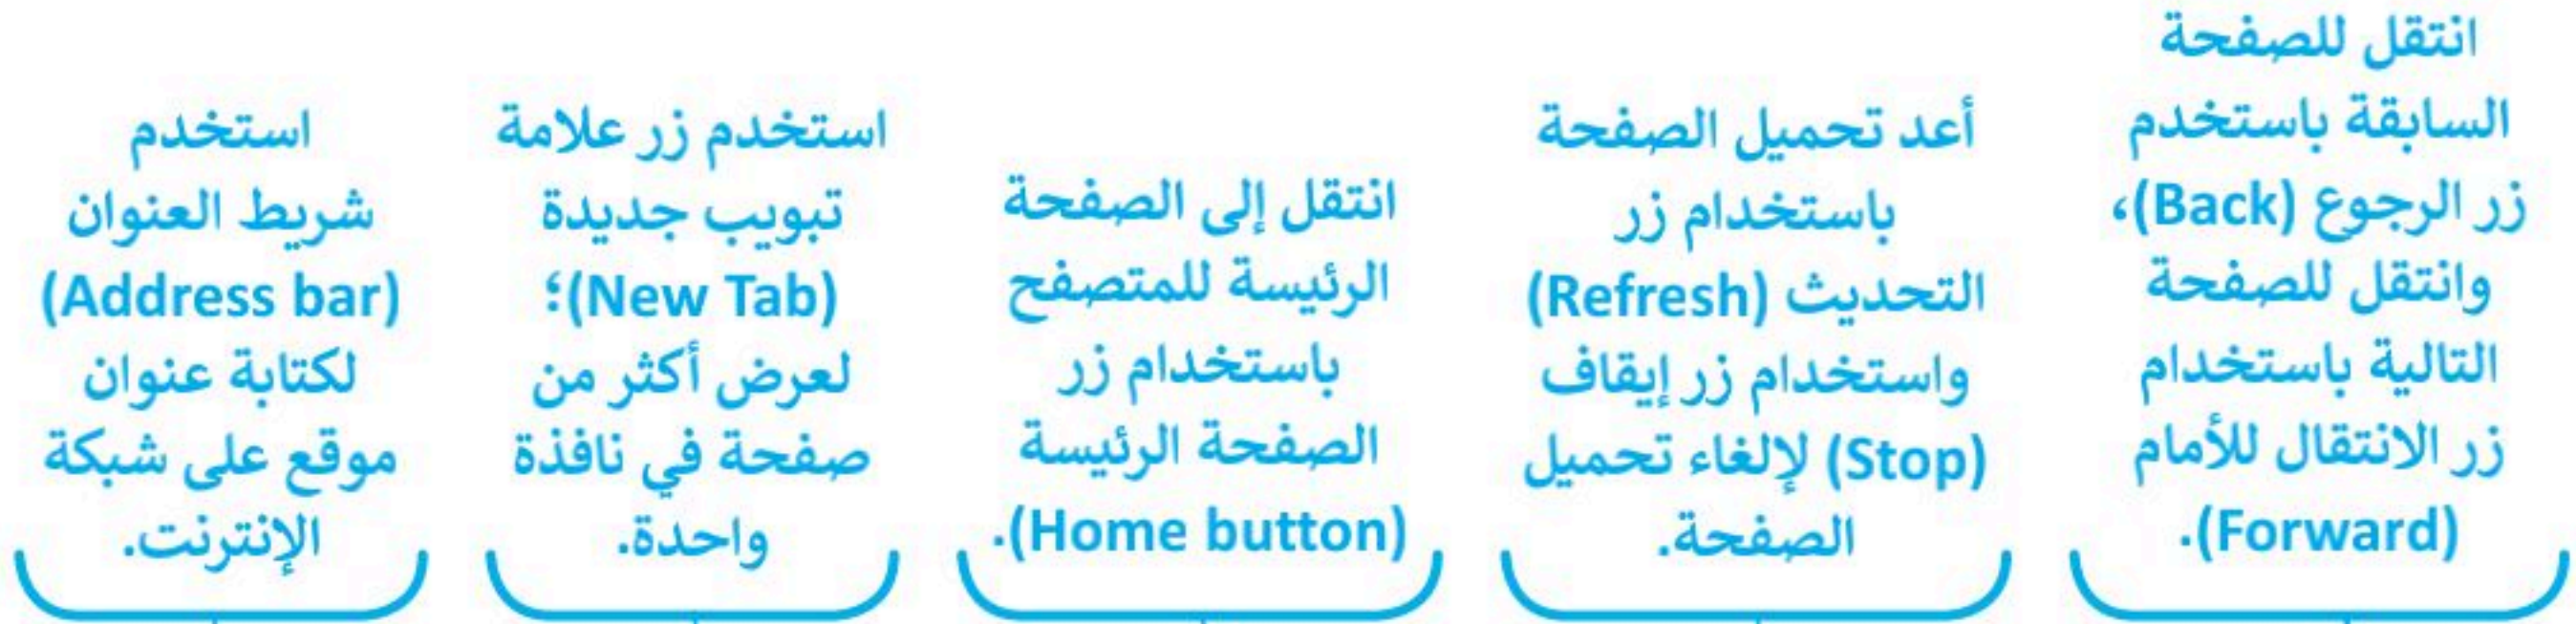 انتقل للصفحة
السابقة باستخدم
زر الرجوع (Back)،
وانتقل للصفحة
التالية باستخدام
زر الانتقال للأمام
(Forward).
أعد تحميل الصفحة
باستخدام زر
التحديث (Refresh)
واستخدام زر إيقاف
(Stop) لإلغاء تحميل
الصفحة.
انتقل إلى الصفحة
الرئيسة للمتصفح
باستخدام زر
الصفحة الرئيسة
(Home button).
استخدم زر علامة
تبويب جديدة
(New Tab)؛
لعرض أكثر من
صفحة في نافذة
واحدة.
استخدم
شريط العنوان
(Address bar)
لكتابة عنوان
موقع على شبكة
الإنترنت.